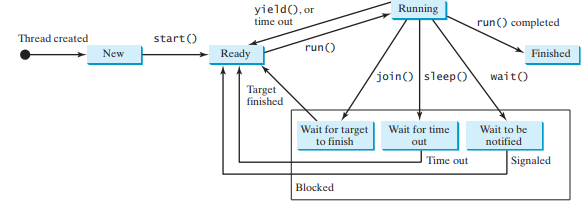 yield(), or
time out
Running
run() completed
Thread created
start()
New
Ready
run()
Finished
join()
sleep()
wait()
Target
finished
Wait for target
to finish
Wait for time
out
Wait to be
notified
Time out
Signaled
Blocked